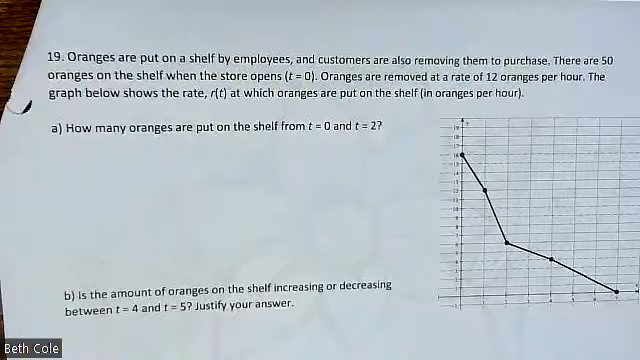 19. Oranges are put on a shelf by employees, and customers are also removing them to purchase. There are 50
oranges on the shelf when the store opens (t = 0). Oranges are removed at a rate of 12 oranges per hour. The
graph below shows the rate, r(t) at which oranges are put on the shelf (in oranges per hour).
a) How many oranges are put on the shelf from t = 0 and t = 2?
b) Is the amount of oranges on the shelf increasing or decreasing
between t = 4 and t = 5? Justify your answer.
Beth Cole